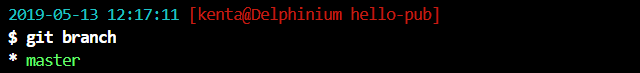 2019-05-13 12:17:11 [kenta@Delphinium hello-pub]
$ git branch
* master